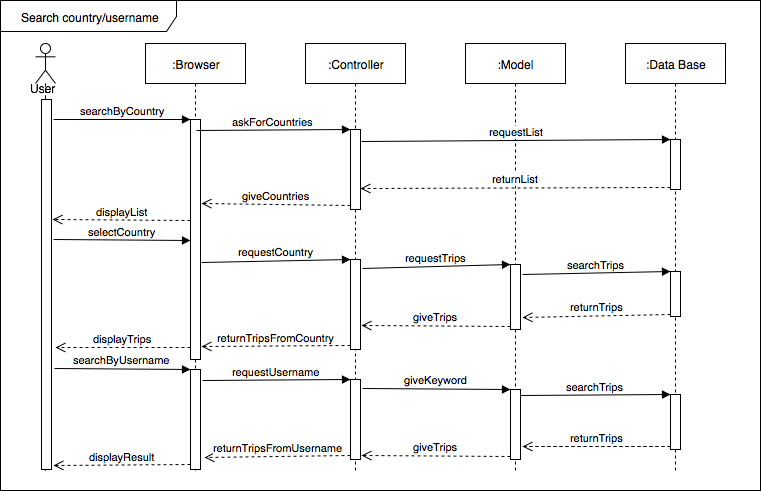 Search country/username
User
:Browser
:Controller
:Model
:Data Base
searchByCountry
askForCountries
requestList
returnList
giveCountries
displayList
selectCountry
requestCountry
requestTrips
searchTrips
returnTrips
giveTrips
returnTripsFromCountry
displayTrips
searchByUsername
requestUsername
giveKeyword
searchTrips
returnTrips
giveTrips
returnTripsFromUsername
displayResult